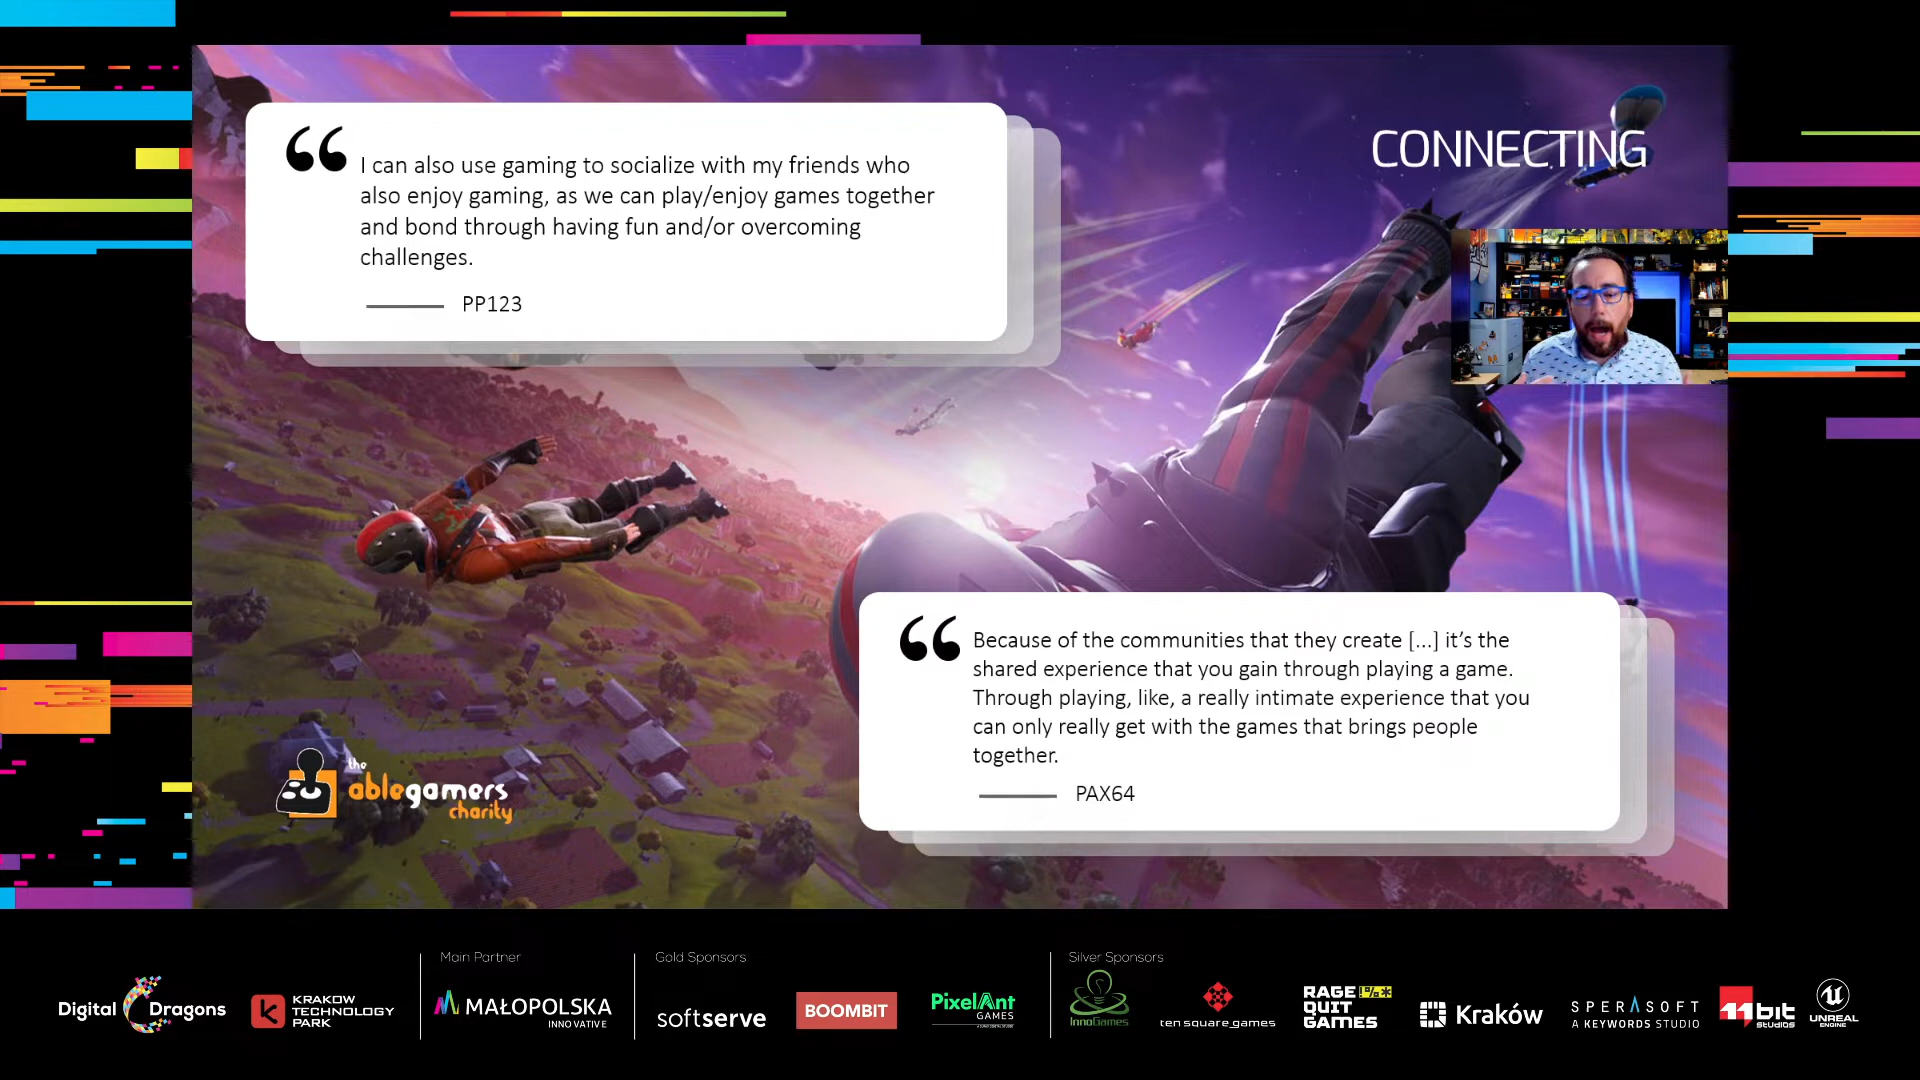 CONNECTING
“ I can also use gaming to socialize with my friends who
also enjoy gaming, as we can play/enjoy games together
and bond through having fun and/or overcoming
challenges.
PP123
“ Because of the communities that they create [...] it’s the
shared experience that you gain through playing a game.
Through playing, like, a really intimate experience that you
can only really get with the games that brings people
together.
PAX64
the
ablegamers
charity
Digital Dragons
KRAKOW
TECHNOLOGY
PARK
Main Partner
MAŁOPOLSKA
INNOVATIVE
Gold Sponsors
softserve
BOOMBIT
PixelAnt
GAMES
Silver Sponsors
InnoGames
ten square games
RAGE !%*
QUIT
GAMES
Kraków
SPERASOFT
A KEYWORDS STUDIO
11 bit
studios
UNREAL
ENGINE